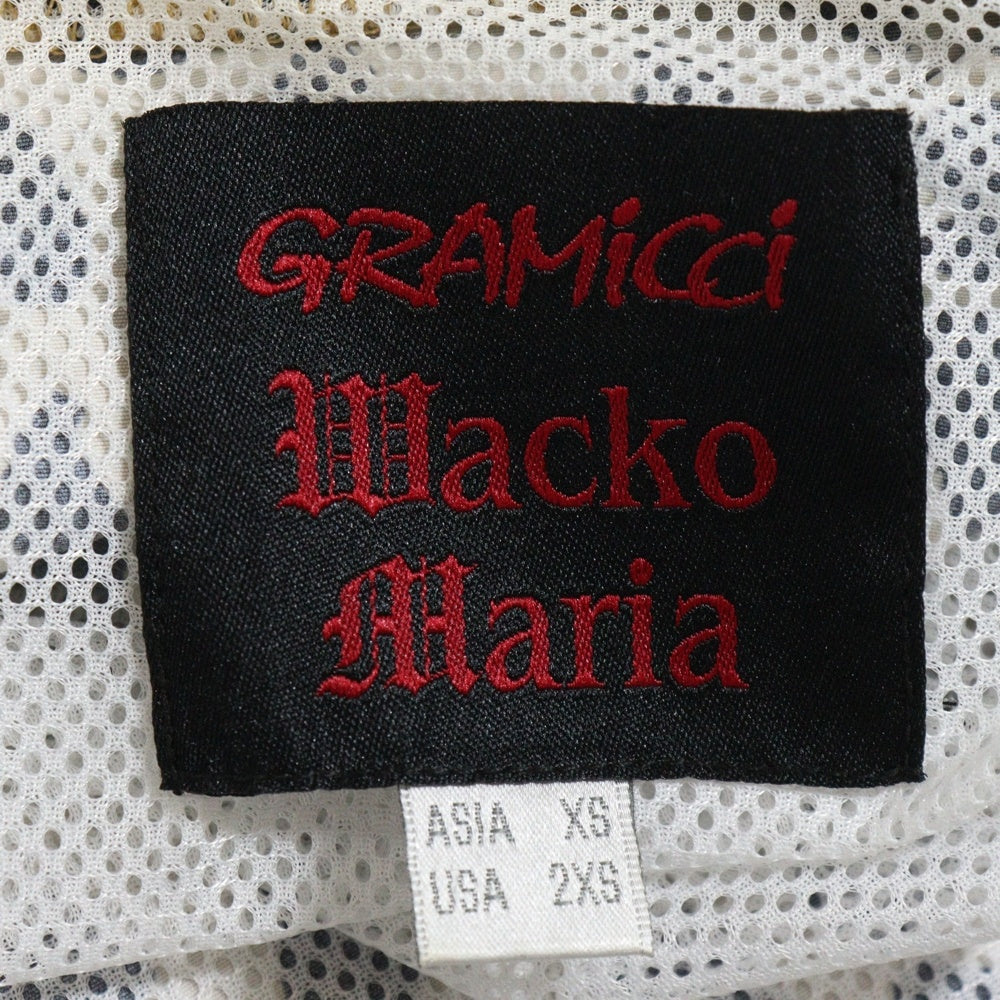 GRAMiCCi
Wacko
Maria
ASIA XS
USA 2XS